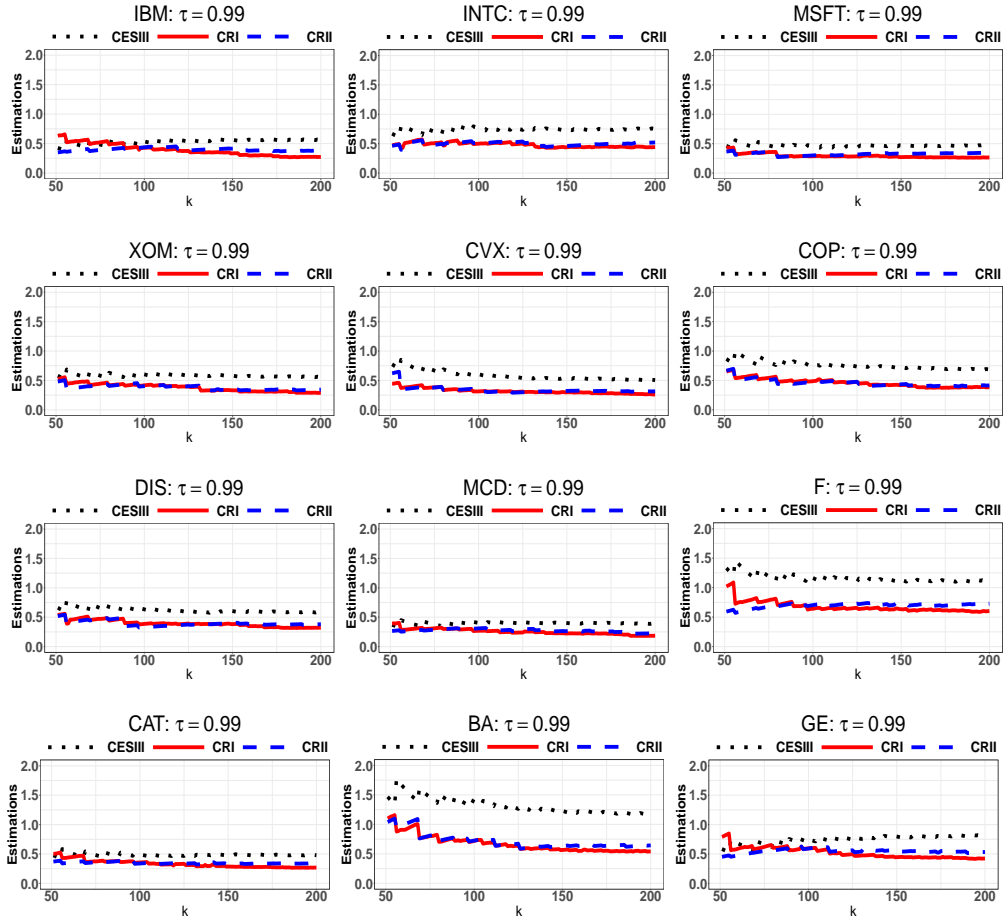 IBM: τ = 0.99
CESIII CRI CRII
Estimations
2.0
1.5
1.0
0.5
0.0
50 100 150 200
k
INTC: τ = 0.99
CESIII CRI CRII
Estimations
2.0
1.5
1.0
0.5
0.0
50 100 150 200
k
MSFT: τ = 0.99
CESIII CRI CRII
Estimations
2.0
1.5
1.0
0.5
0.0
50 100 150 200
k
XOM: τ = 0.99
CESIII CRI CRII
Estimations
2.0
1.5
1.0
0.5
0.0
50 100 150 200
k
CVX: τ = 0.99
CESIII CRI CRII
Estimations
2.0
1.5
1.0
0.5
0.0
50 100 150 200
k
COP: τ = 0.99
CESIII CRI CRII
Estimations
2.0
1.5
1.0
0.5
0.0
50 100 150 200
k
DIS: τ = 0.99
CESIII CRI CRII
Estimations
2.0
1.5
1.0
0.5
0.0
50 100 150 200
k
MCD: τ = 0.99
CESIII CRI CRII
Estimations
2.0
1.5
1.0
0.5
0.0
50 100 150 200
k
F: τ = 0.99
CESIII CRI CRII
Estimations
2.0
1.5
1.0
0.5
0.0
50 100 150 200
k
CAT: τ = 0.99
CESIII CRI CRII
Estimations
2.0
1.5
1.0
0.5
0.0
50 100 150 200
k
BA: τ = 0.99
CESIII CRI CRII
Estimations
2.0
1.5
1.0
0.5
0.0
50 100 150 200
k
GE: τ = 0.99
CESIII CRI CRII
Estimations
2.0
1.5
1.0
0.5
0.0
50 100 150 200
k